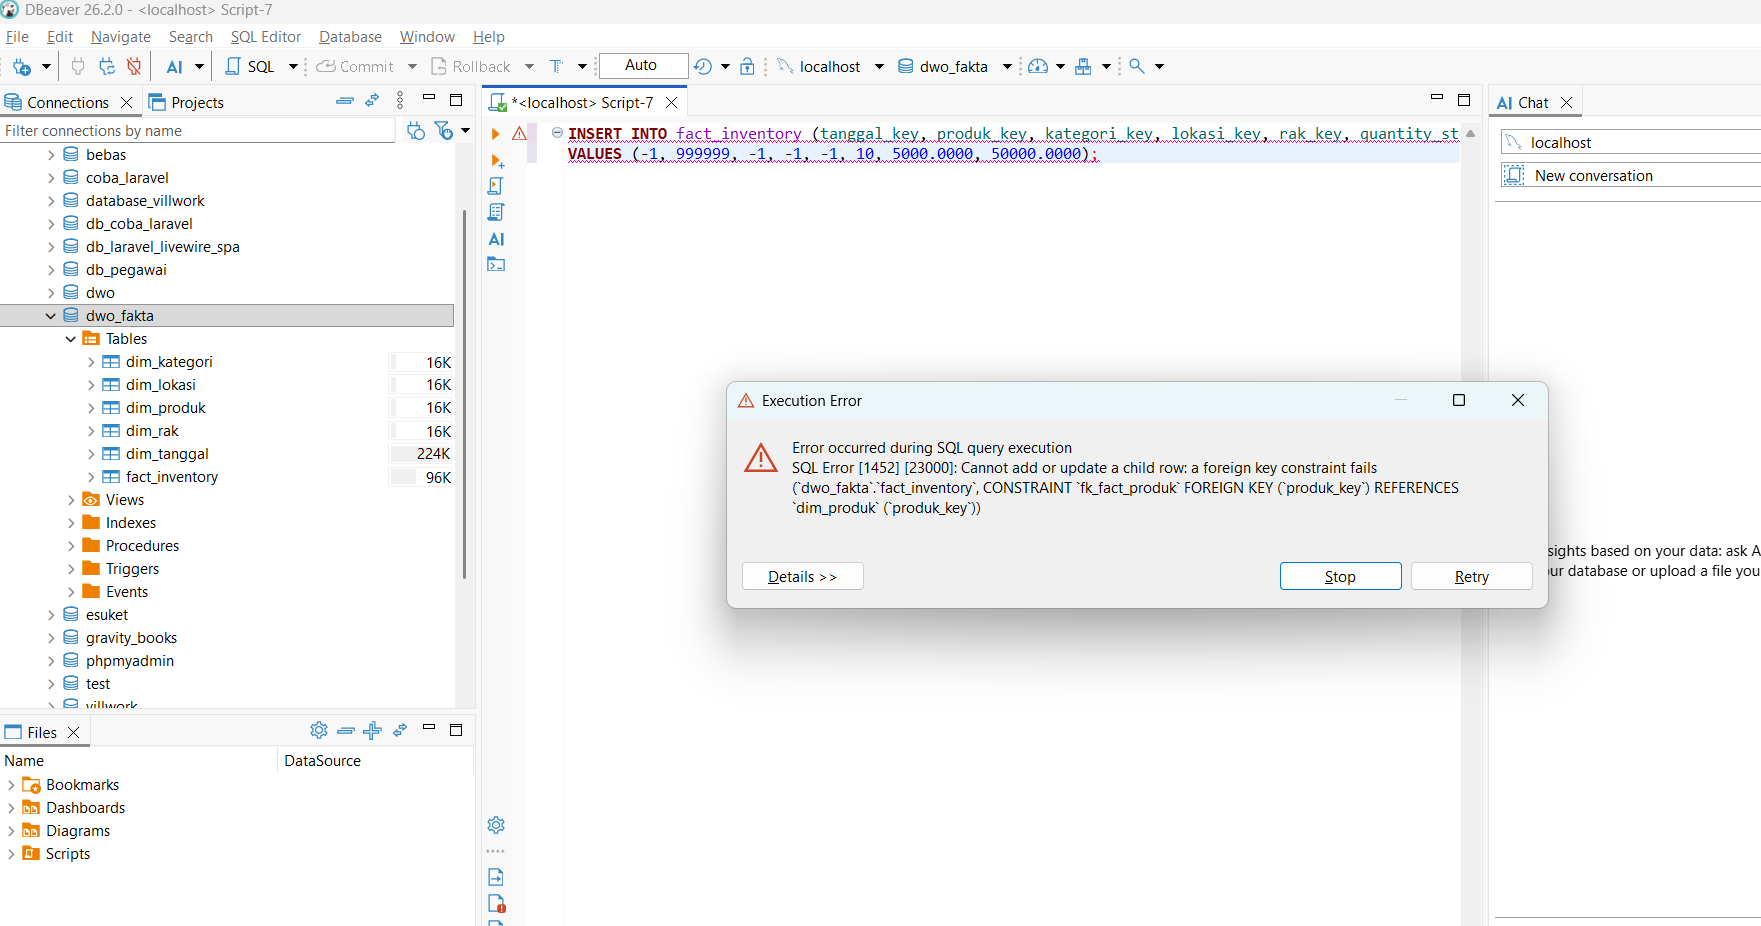 DBeaver 26.2.0 - <localhost> Script-7
File Edit Navigate Search SQL Editor Database Window Help
AI SQL Commit Rollback Auto localhost dwo_fakta
Connections Projects
Filter connections by name
bebas
coba_laravel
database_villwork
db_coba_laravel
db_laravel_livewire_spa
db_pegawai
dwo
dwo_fakta
Tables
dim_kategori 16K
dim_lokasi 16K
dim_produk 16K
dim_rak 16K
dim_tanggal 224K
fact_inventory 96K
Views
Indexes
Procedures
Triggers
Events
esuket
gravity_books
phpmyadmin
test
villwork
Files
Name DataSource
Bookmarks
Dashboards
Diagrams
Scripts
*<localhost> Script-7
INSERT INTO fact_inventory (tanggal_key, produk_key, kategori_key, lokasi_key, rak_key, quantity_st
VALUES (-1, 999999, -1, -1, -1, 10, 5000.0000, 50000.0000);
AI
Execution Error
Error occurred during SQL query execution
SQL Error [1452] [23000]: Cannot add or update a child row: a foreign key constraint fails
(`dwo_fakta`.`fact_inventory`, CONSTRAINT `fk_fact_produk` FOREIGN KEY (`produk_key`) REFERENCES
`dim_produk` (`produk_key`))
Details >> Stop Retry
AI Chat
localhost
New conversation
sights based on your data: ask A
our database or upload a file you